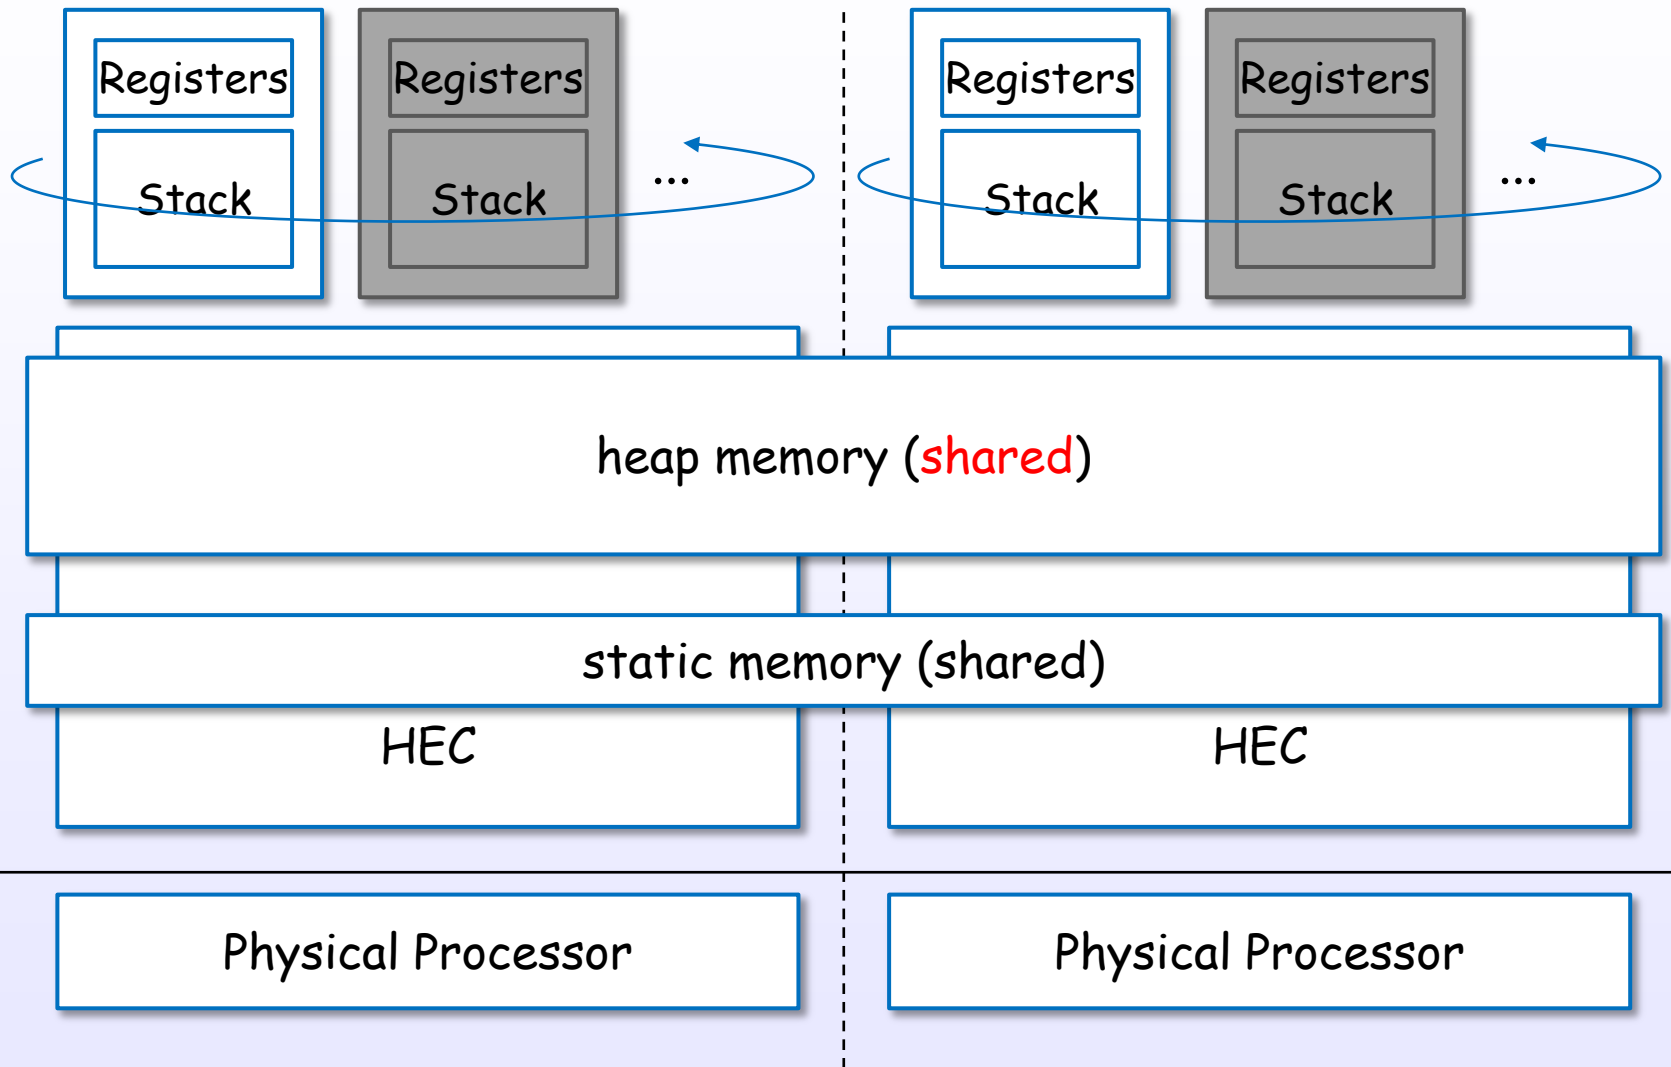 Registers
Registers
Registers
Registers
Stack
Stack
...
Stack
Stack
...
heap memory (shared)
static memory (shared)
HEC
HEC
Physical Processor
Physical Processor